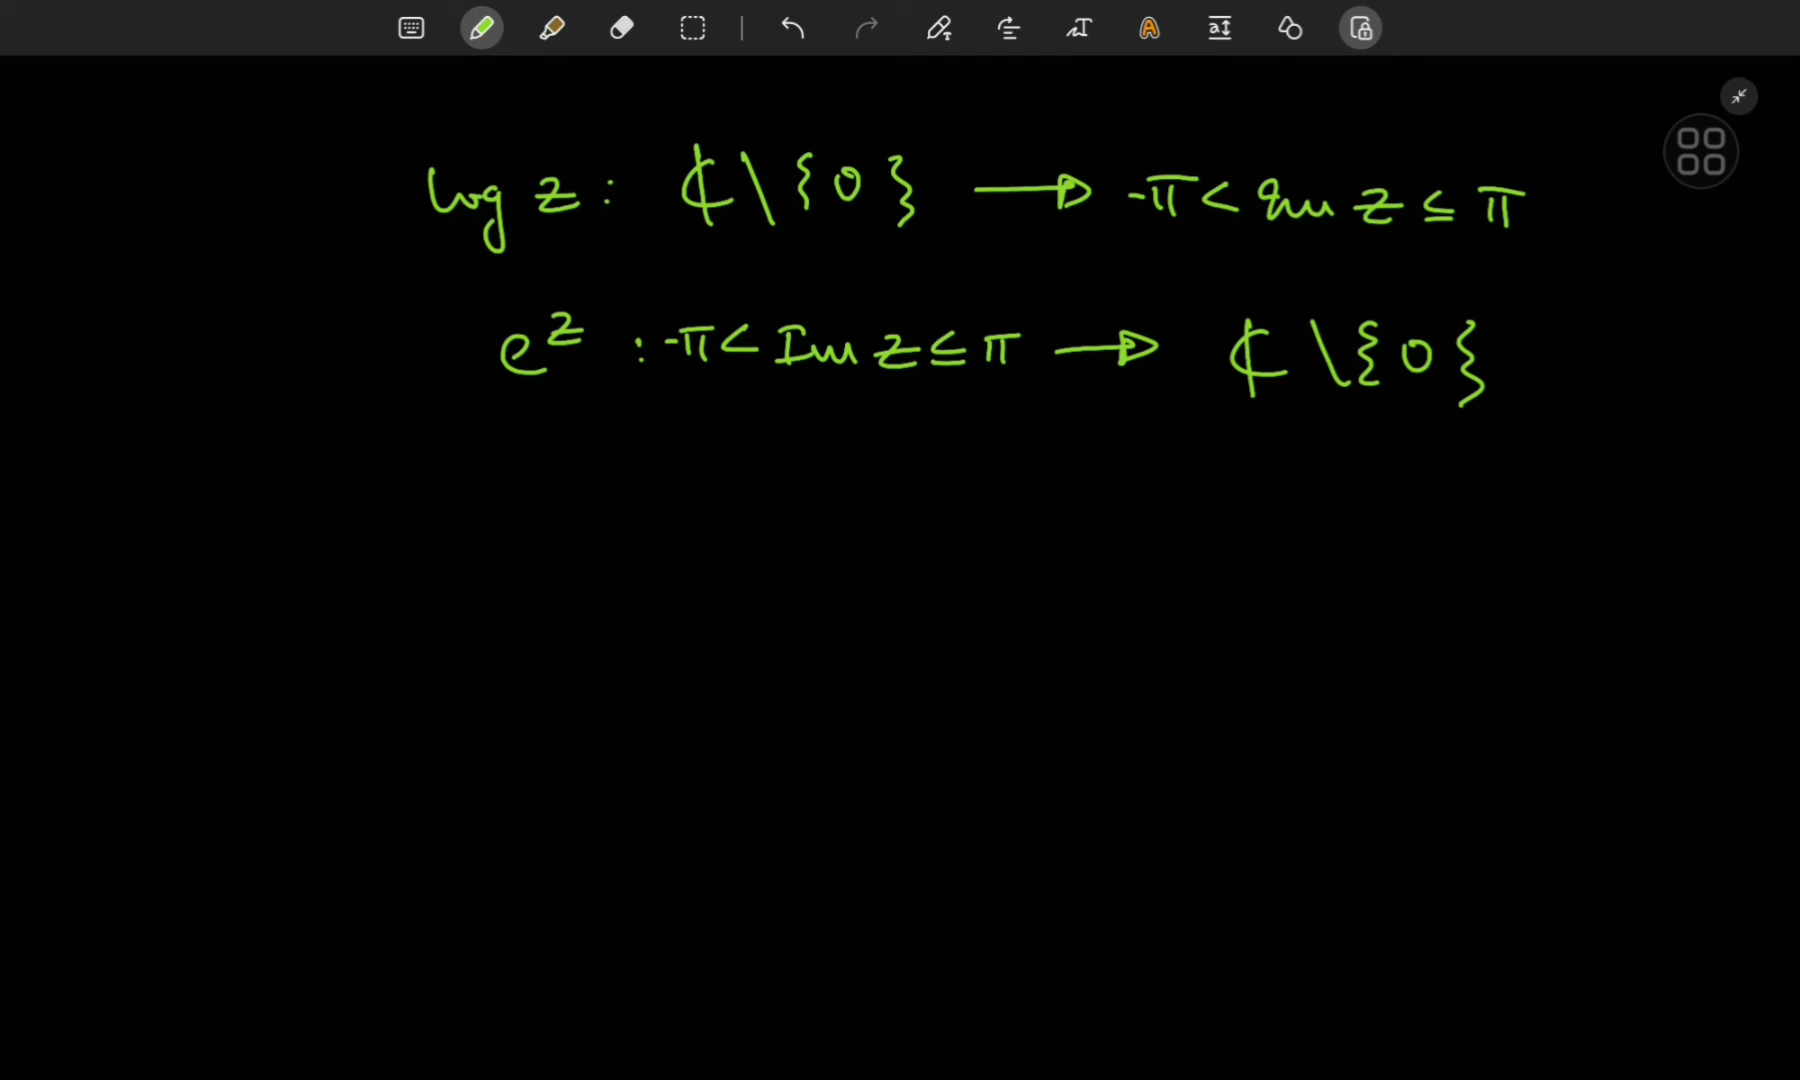 log z : ℂ \ {0} → -π < Im z ≤ π
e^z : -π < Im z ≤ π → ℂ \ {0}